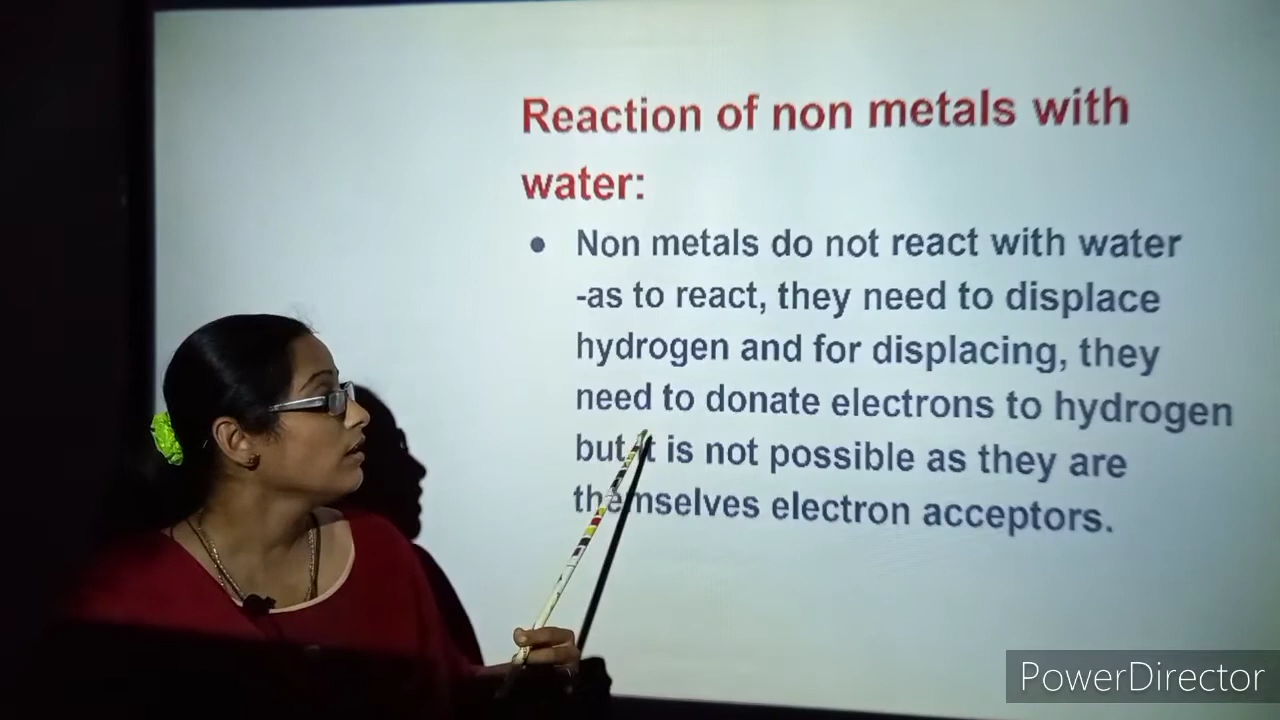 Reaction of non metals with
water:
● Non metals do not react with water
-as to react, they need to displace
hydrogen and for displacing, they
need to donate electrons to hydrogen
but it is not possible as they are
themselves electron acceptors.
PowerDirector